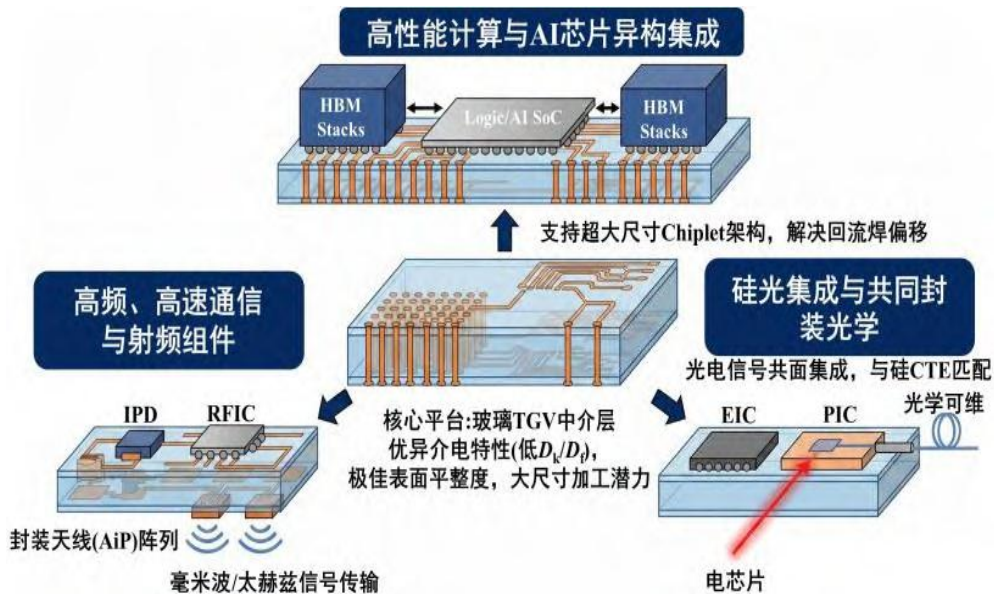 高性能计算与AI芯片异构集成
HBM
Stacks
Logic/AI SoC
HBM
Stacks
支持超大尺寸Chiplet架构，解决回流焊偏移
高频、高速通信
与射频组件
硅光集成与共同封
装光学
光电信号共面集成，与硅CTE匹配
光学可维
IPD
RFIC
核心平台:玻璃TGV中介层
优异介电特性(低Dk/Df)，
极佳表面平整度，大尺寸加工潜力
EIC
PIC
封装天线(AiP)阵列
毫米波/太赫兹信号传输
电芯片